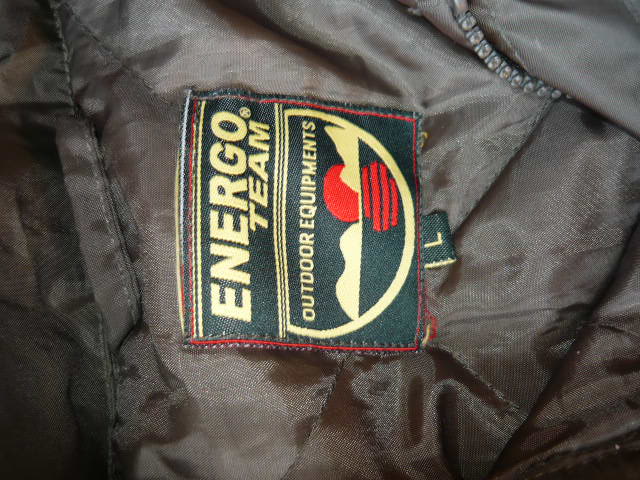 ENERGO
TEAM®
OUTDOOR EQUIPMENTS
L